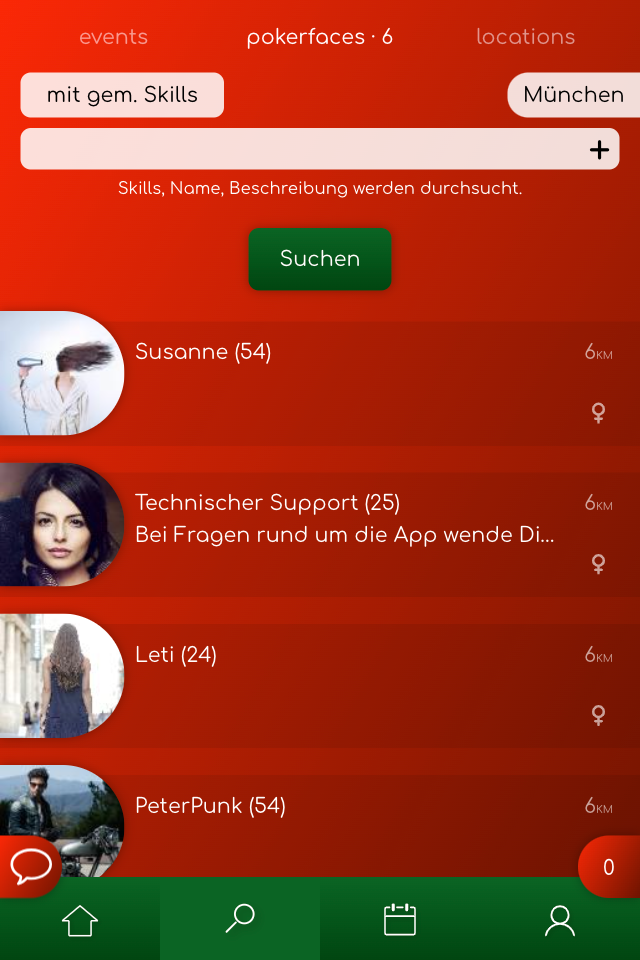 events pokerfaces · 6 locations
mit gem. Skills München
+
Skills, Name, Beschreibung werden durchsucht.
Suchen
Susanne (54) 6KM
Technischer Support (25) 6KM
Bei Fragen rund um die App wende Di...
Leti (24) 6KM
PeterPunk (54) 6KM
0